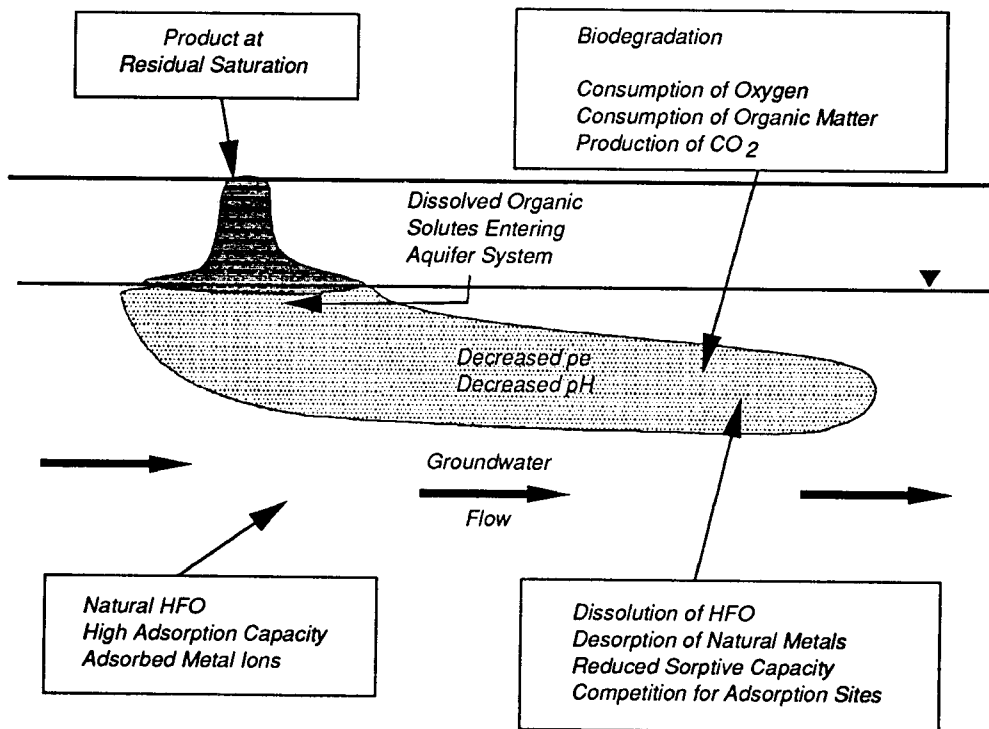 Product at
Residual Saturation
Biodegradation
Consumption of Oxygen
Consumption of Organic Matter
Production of CO2
Dissolved Organic
Solutes Entering
Aquifer System
Decreased pe
Decreased pH
Groundwater
Flow
Natural HFO
High Adsorption Capacity
Adsorbed Metal Ions
Dissolution of HFO
Desorption of Natural Metals
Reduced Sorptive Capacity
Competition for Adsorption Sites